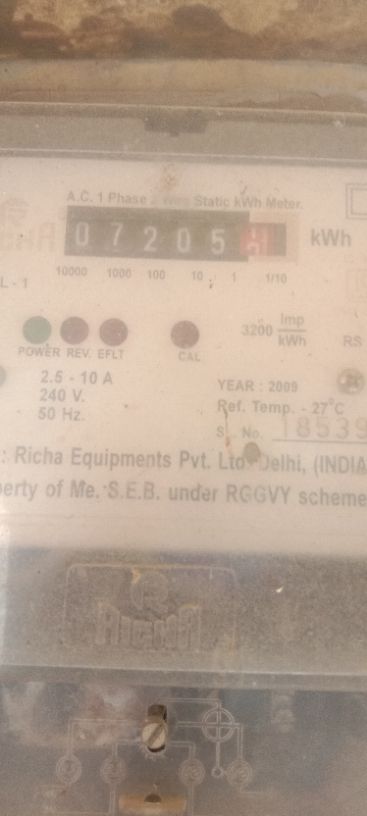 A.C. 1 Phase 2 Wire Static kWh Meter.
07205 kWh
10000 1000 100 10 1 1/10
L - 1
3200 Imp/kWh
POWER REV. EFLT CAL RS
2.5 - 10 A
240 V.
50 Hz.
YEAR : 2009
Ref. Temp. - 27°C
S. No. 18539
: Richa Equipments Pvt. Ltd. Delhi, (INDIA
perty of Me. S.E.B. under RGGVY scheme
RICHA